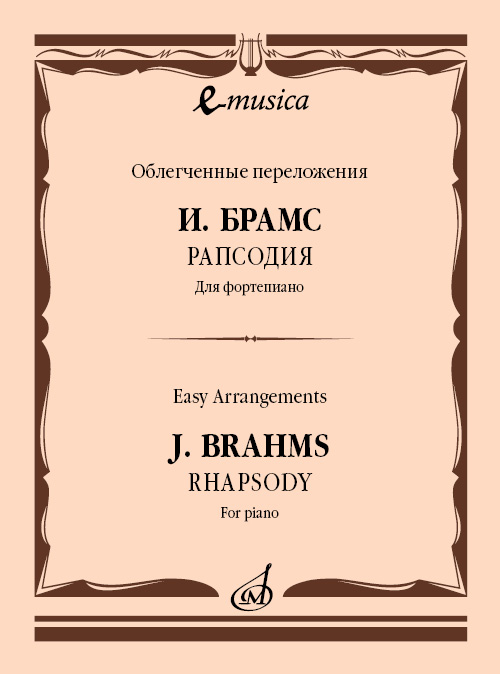 e-musica
Облегченные переложения
И. БРАМС
РАПСОДИЯ
Для фортепиано
Easy Arrangements
J. BRAHMS
RHAPSODY
For piano
М